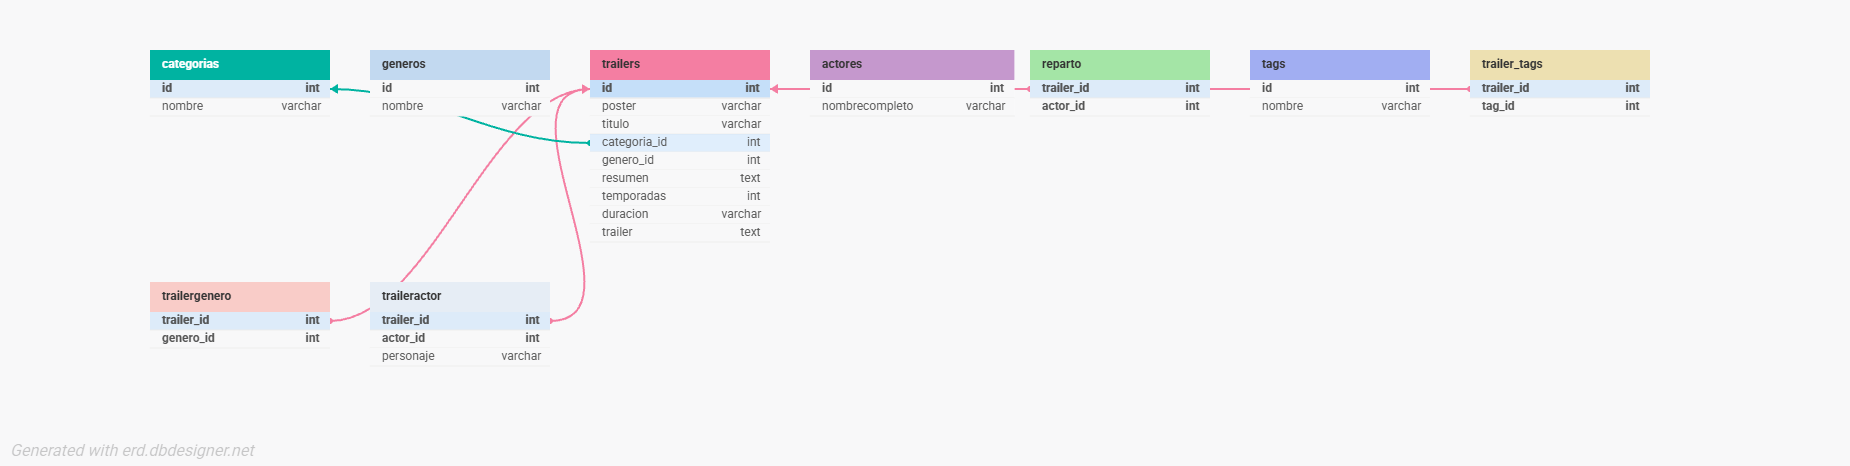 categorias
id int
nombre varchar
generos
id int
nombre varchar
trailers
id int
poster varchar
titulo varchar
categoria_id int
genero_id int
resumen text
temporadas int
duracion varchar
trailer text
actores
id int
nombrecompleto varchar
reparto
trailer_id int
actor_id int
tags
id int
nombre varchar
trailer_tags
trailer_id int
tag_id int
trailergenero
trailer_id int
genero_id int
traileractor
trailer_id int
actor_id int
personaje varchar
Generated with erd.dbdesigner.net